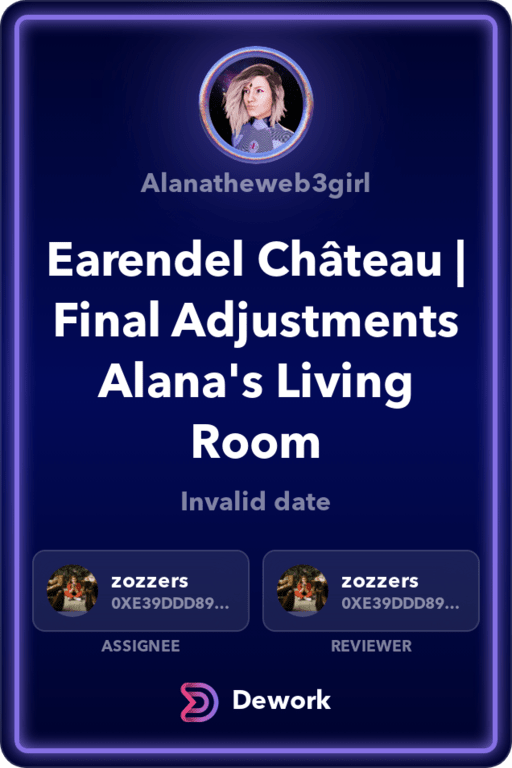 Alanatheweb3girl
Earendel Château |
Final Adjustments
Alana's Living
Room
Invalid date
zozzers
0XE39DDD89...
ASSIGNEE
zozzers
0XE39DDD89...
REVIEWER
Dework